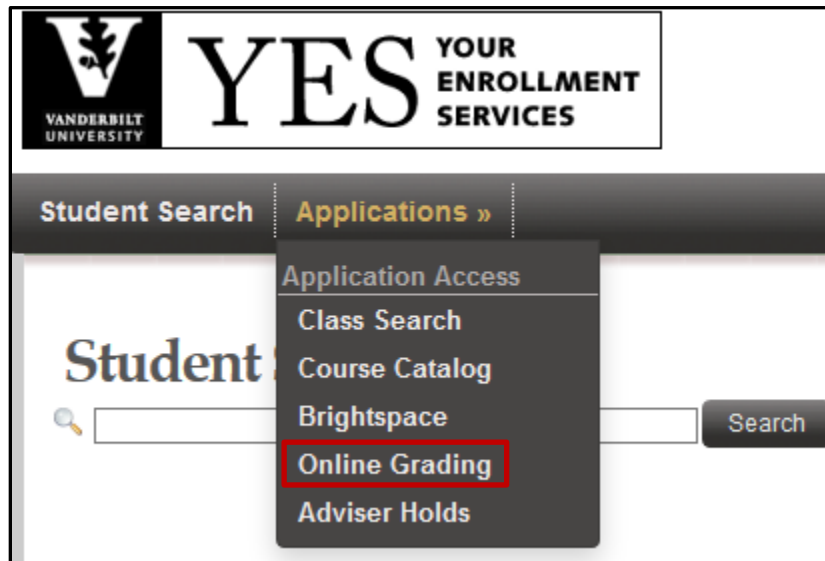 VANDERBILT
UNIVERSITY
YES
YOUR
ENROLLMENT
SERVICES
Student Search
Applications »
Application Access
Class Search
Course Catalog
Brightspace
Online Grading
Adviser Holds
Student
Search